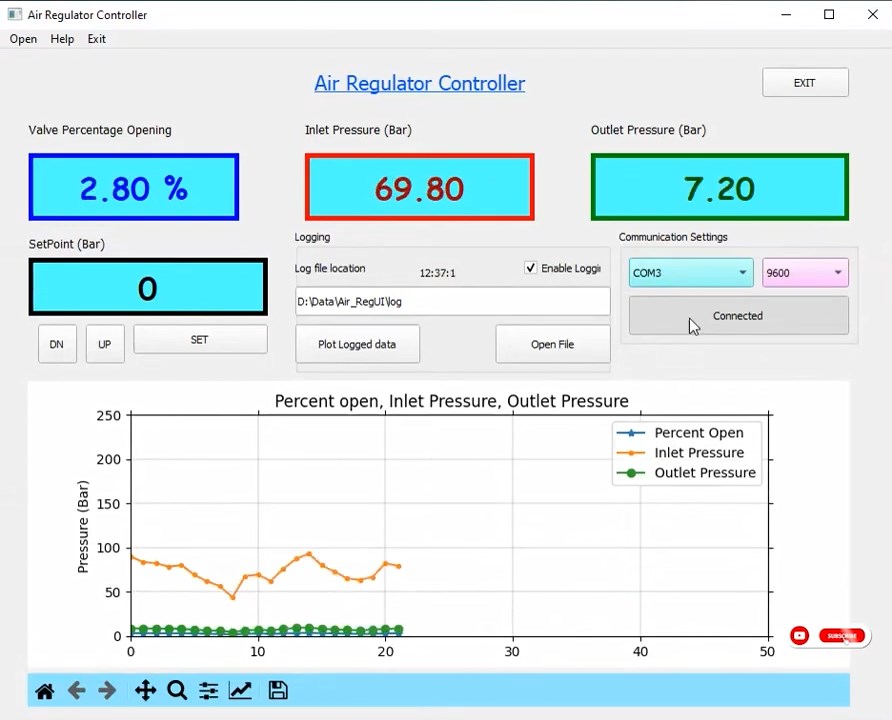 Air Regulator Controller
Open Help Exit
Air Regulator Controller
EXIT
Valve Percentage Opening
Inlet Pressure (Bar)
Outlet Pressure (Bar)
2.80 %
69.80
7.20
SetPoint (Bar)
Logging
Communication Settings
Log file location
12:37:1
Enable Loggi
COM3
9600
0
D:\Data\Air_RegUI\log
Connected
DN
UP
SET
Plot Logged data
Open File
Percent open, Inlet Pressure, Outlet Pressure
250
200
150
100
50
0
Pressure (Bar)
Percent Open
Inlet Pressure
Outlet Pressure
0 10 20 30 40 50
SUBSCRIBE